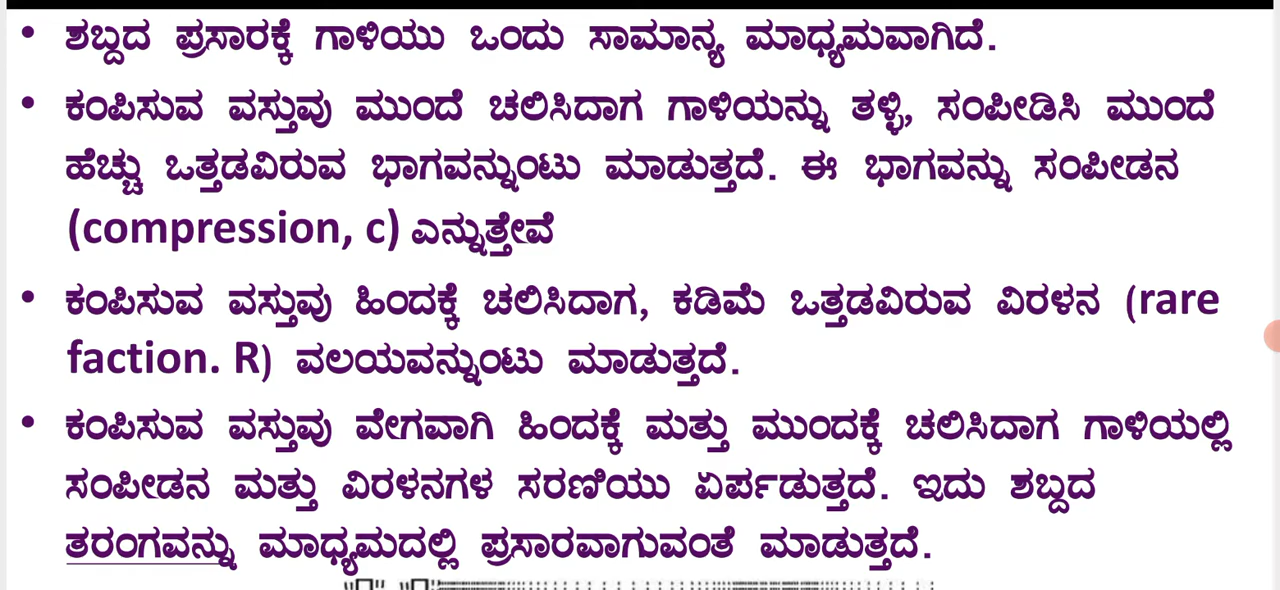 • ಶಬ್ದದ ಪ್ರಸಾರಕ್ಕೆ ಗಾಳಿಯು ಒಂದು ಸಾಮಾನ್ಯ ಮಾಧ್ಯಮವಾಗಿದೆ.
• ಕಂಪಿಸುವ ವಸ್ತುವು ಮುಂದೆ ಚಲಿಸಿದಾಗ ಗಾಳಿಯನ್ನು ತಳ್ಳಿ, ಸಂಪೀಡಿಸಿ ಮುಂದೆ
ಹೆಚ್ಚು ಒತ್ತಡವಿರುವ ಭಾಗವನ್ನುಂಟು ಮಾಡುತ್ತದೆ. ಈ ಭಾಗವನ್ನು ಸಂಪೀಡನ
(compression, c) ಎನ್ನುತ್ತೇವೆ
• ಕಂಪಿಸುವ ವಸ್ತುವು ಹಿಂದಕ್ಕೆ ಚಲಿಸಿದಾಗ, ಕಡಿಮೆ ಒತ್ತಡವಿರುವ ವಿರಳನ (rare
faction. R) ವಲಯವನ್ನುಂಟು ಮಾಡುತ್ತದೆ.
• ಕಂಪಿಸುವ ವಸ್ತುವು ವೇಗವಾಗಿ ಹಿಂದಕ್ಕೆ ಮತ್ತು ಮುಂದಕ್ಕೆ ಚಲಿಸಿದಾಗ ಗಾಳಿಯಲ್ಲಿ
ಸಂಪೀಡನ ಮತ್ತು ವಿರಳನಗಳ ಸರಣಿಯು ಏರ್ಪಡುತ್ತದೆ. ಇದು ಶಬ್ದದ
ತರಂಗವನ್ನು ಮಾಧ್ಯಮದಲ್ಲಿ ಪ್ರಸಾರವಾಗುವಂತೆ ಮಾಡುತ್ತದೆ.